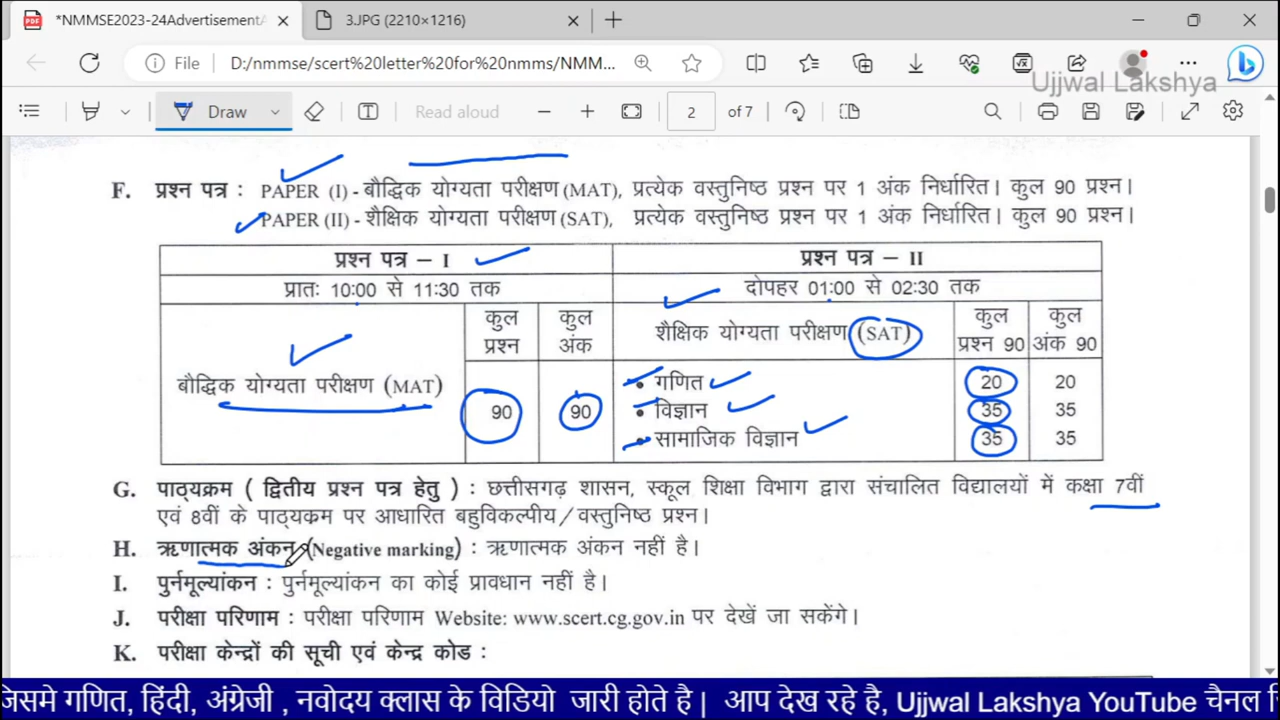 *NMMSE2023-24Advertisement
3.JPG (2210×1216)
File D:/nmmse/scert%20letter%20for%20nmms/NMM...
Ujjwal Lakshya
Draw Read aloud 2 of 7
F. प्रश्न पत्र : PAPER (I) - बौद्धिक योग्यता परीक्षण (MAT), प्रत्येक वस्तुनिष्ठ प्रश्न पर 1 अंक निर्धारित। कुल 90 प्रश्न।
PAPER (II) - शैक्षिक योग्यता परीक्षण (SAT), प्रत्येक वस्तुनिष्ठ प्रश्न पर 1 अंक निर्धारित। कुल 90 प्रश्न।
प्रश्न पत्र – I प्रश्न पत्र – II
प्रातः 10:00 से 11:30 तक दोपहर 01:00 से 02:30 तक
कुल प्रश्न कुल अंक शैक्षिक योग्यता परीक्षण (SAT) कुल प्रश्न 90 कुल अंक 90
बौद्धिक योग्यता परीक्षण (MAT) 90 90
• गणित 20 20
• विज्ञान 35 35
• सामाजिक विज्ञान 35 35
G. पाठ्यक्रम ( द्वितीय प्रश्न पत्र हेतु ) : छत्तीसगढ़ शासन, स्कूल शिक्षा विभाग द्वारा संचालित विद्यालयों में कक्षा 7वीं
एवं 8वीं के पाठ्यक्रम पर आधारित बहुविकल्पीय/वस्तुनिष्ठ प्रश्न।
H. ऋणात्मक अंकन (Negative marking) : ऋणात्मक अंकन नहीं है।
I. पुर्नमूल्यांकन : पुर्नमूल्यांकन का कोई प्रावधान नहीं है।
J. परीक्षा परिणाम : परीक्षा परिणाम Website: www.scert.cg.gov.in पर देखें जा सकेंगे।
K. परीक्षा केन्द्रों की सूची एवं केन्द्र कोड :
जिसमे गणित, हिंदी, अंग्रेजी , नवोदय क्लास के विडियो जारी होते है| आप देख रहे है, Ujjwal Lakshya YouTube चैनल